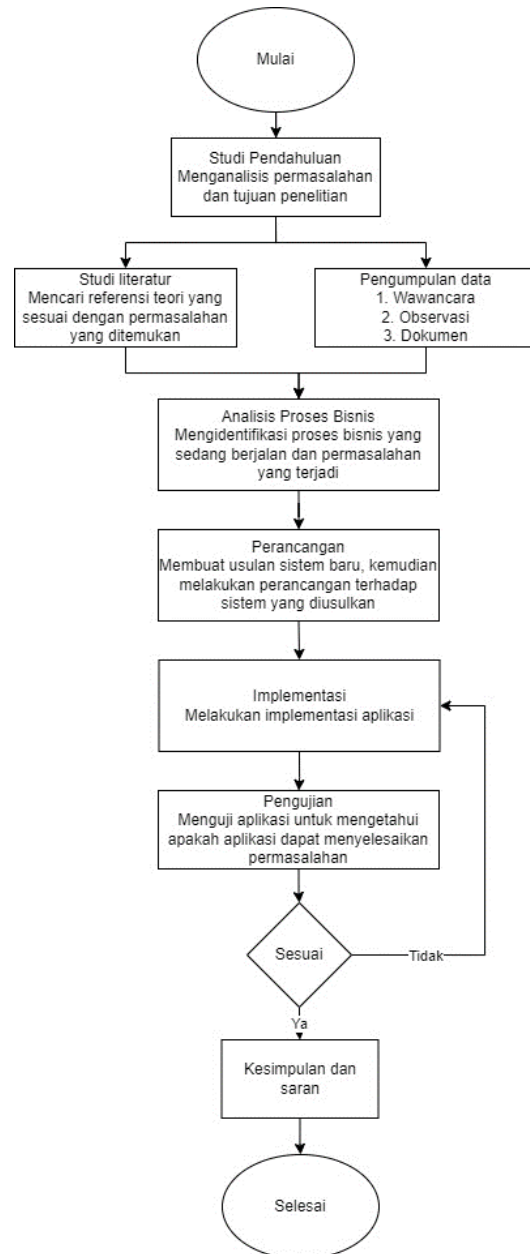 Mulai
Studi Pendahuluan
Menganalisis permasalahan
dan tujuan penelitian
Studi literatur
Mencari referensi teori yang
sesuai dengan permasalahan
yang ditemukan
Pengumpulan data
1. Wawancara
2. Observasi
3. Dokumen
Analisis Proses Bisnis
Mengidentifikasi proses bisnis yang
sedang berjalan dan permasalahan
yang terjadi
Perancangan
Membuat usulan sistem baru, kemudian
melakukan perancangan terhadap
sistem yang diusulkan
Implementasi
Melakukan implementasi aplikasi
Pengujian
Menguji aplikasi untuk mengetahui
apakah aplikasi dapat menyelesaikan
permasalahan
Sesuai
Tidak
Ya
Kesimpulan dan
saran
Selesai